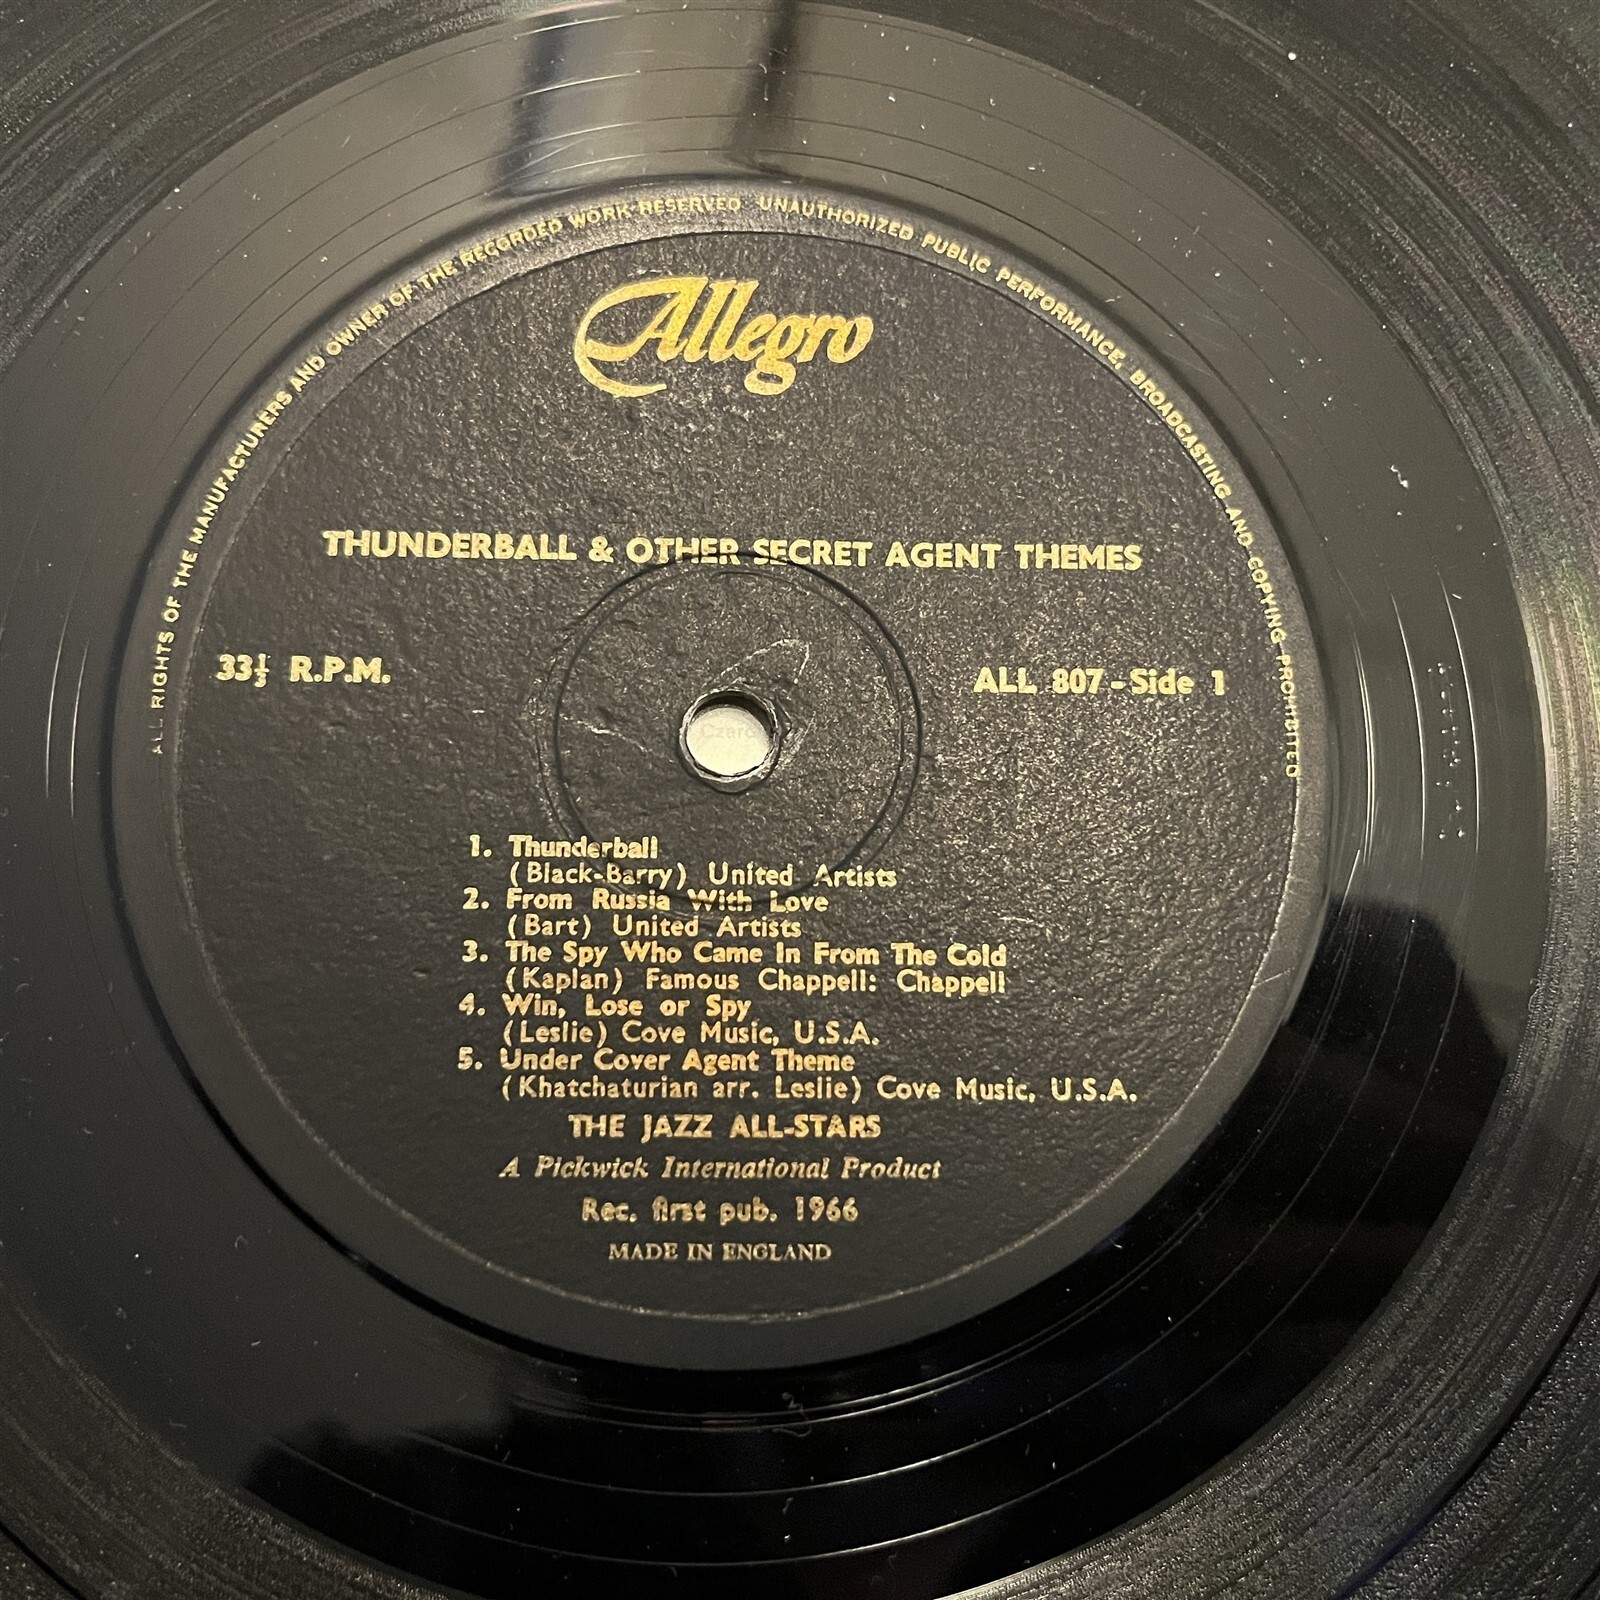 ALL RIGHTS OF THE MANUFACTURERS AND OWNER OF THE RECORDED WORK RESERVED UNAUTHORIZED PUBLIC PERFORMANCE, BROADCASTING AND COPYING PROHIBITED
Allegro
THUNDERBALL & OTHER SECRET AGENT THEMES
33⅓ R.P.M.
ALL 807 - Side 1
1. Thunderball
(Black-Barry) United Artists
2. From Russia With Love
(Bart) United Artists
3. The Spy Who Came In From The Cold
(Kaplan) Famous Chappell: Chappell
4. Win, Lose or Spy
(Leslie) Cove Music, U.S.A.
5. Under Cover Agent Theme
(Khatchaturian arr. Leslie) Cove Music, U.S.A.
THE JAZZ ALL-STARS
A Pickwick International Product
Rec. first pub. 1966
MADE IN ENGLAND